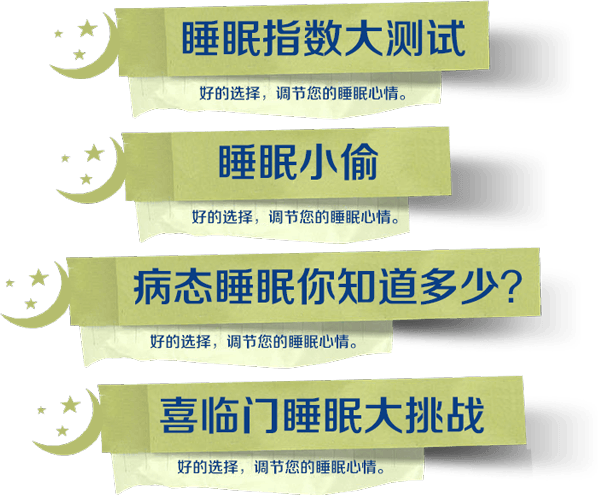 睡眠指数大测试
好的选择，调节您的睡眠心情。
睡眠小偷
好的选择，调节您的睡眠心情。
病态睡眠你知道多少?
好的选择，调节您的睡眠心情。
喜临门睡眠大挑战
好的选择，调节您的睡眠心情。